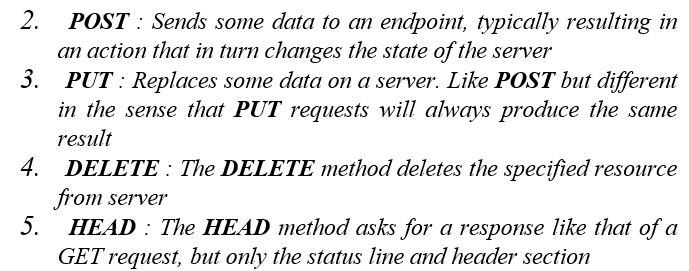 2. POST : Sends some data to an endpoint, typically resulting in
an action that in turn changes the state of the server
3. PUT : Replaces some data on a server. Like POST but different
in the sense that PUT requests will always produce the same
result
4. DELETE : The DELETE method deletes the specified resource
from server
5. HEAD : The HEAD method asks for a response like that of a
GET request, but only the status line and header section